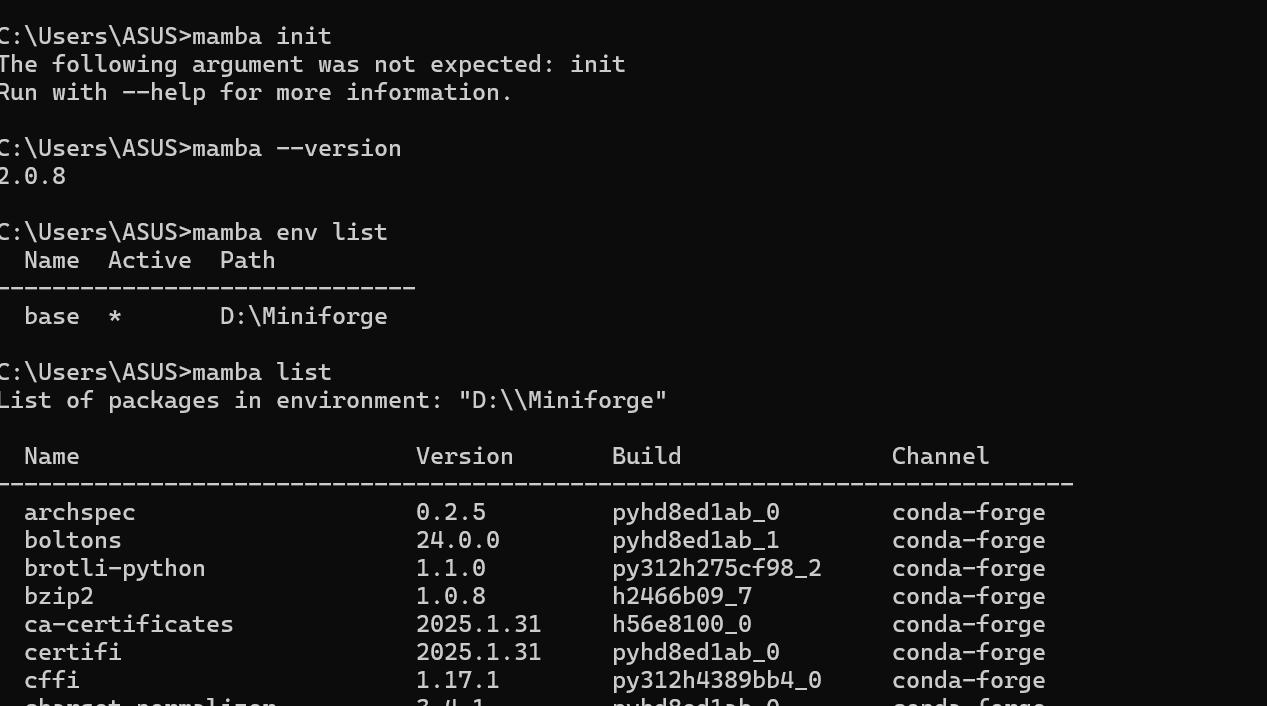 C:\Users\ASUS>mamba init
The following argument was not expected: init
Run with --help for more information.
C:\Users\ASUS>mamba --version
2.0.8
C:\Users\ASUS>mamba env list
Name Active Path
base * D:\Miniforge
C:\Users\ASUS>mamba list
List of packages in environment: "D:\\Miniforge"
Name Version Build Channel
archspec 0.2.5 pyhd8ed1ab_0 conda-forge
boltons 24.0.0 pyhd8ed1ab_1 conda-forge
brotli-python 1.1.0 py312h275cf98_2 conda-forge
bzip2 1.0.8 h2466b09_7 conda-forge
ca-certificates 2025.1.31 h56e8100_0 conda-forge
certifi 2025.1.31 pyhd8ed1ab_0 conda-forge
cffi 1.17.1 py312h4389bb4_0 conda-forge